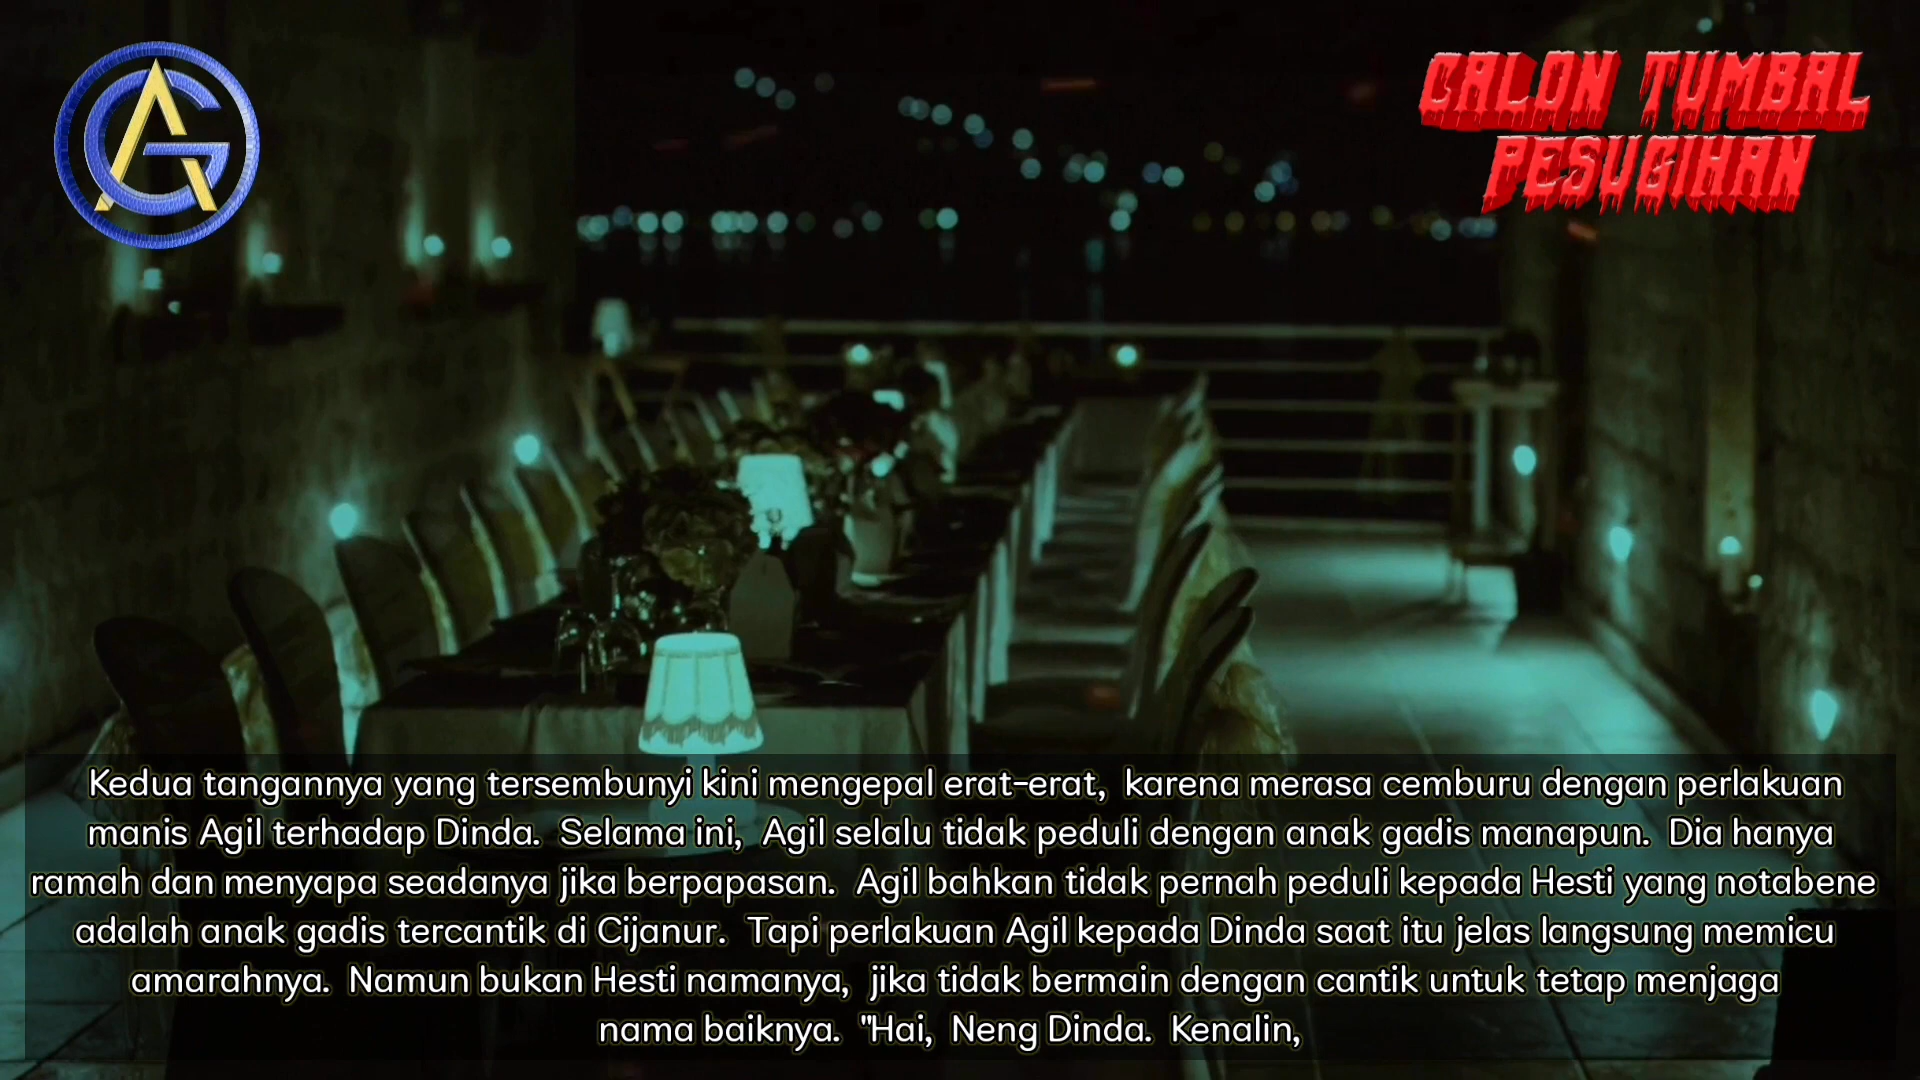 CALON TUMBAL
PESUGIHAN
Kedua tangannya yang tersembunyi kini mengepal erat-erat, karena merasa cemburu dengan perlakuan
manis Agil terhadap Dinda. Selama ini, Agil selalu tidak peduli dengan anak gadis manapun. Dia hanya
ramah dan menyapa seadanya jika berpapasan. Agil bahkan tidak pernah peduli kepada Hesti yang notabene
adalah anak gadis tercantik di Cijanur. Tapi perlakuan Agil kepada Dinda saat itu jelas langsung memicu
amarahnya. Namun bukan Hesti namanya, jika tidak bermain dengan cantik untuk tetap menjaga
nama baiknya. "Hai, Neng Dinda. Kenalin,